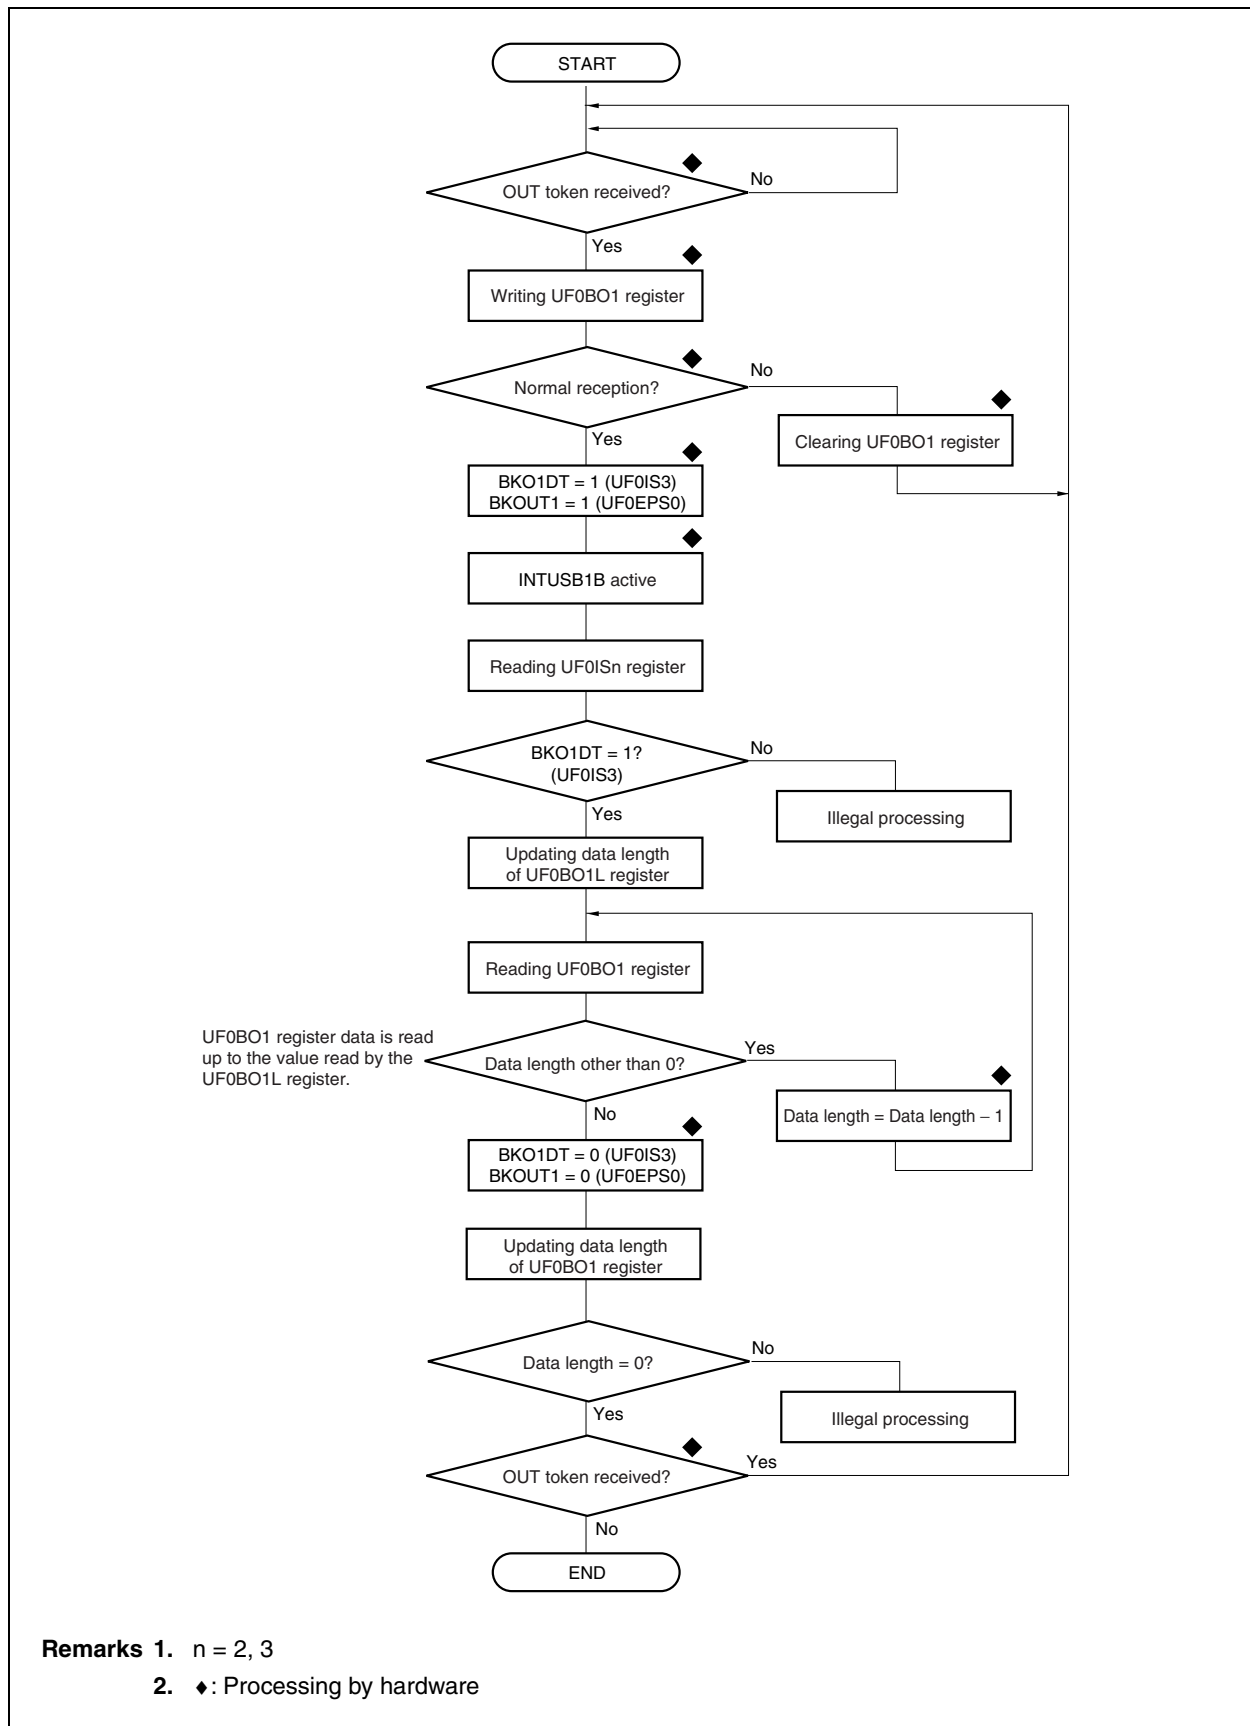 START
OUT token received?
No
Yes
Writing UF0BO1 register
Normal reception?
No
Yes
Clearing UF0BO1 register
BKO1DT = 1 (UF0IS3)
BKOUT1 = 1 (UF0EPS0)
INTUSB1B active
Reading UF0ISn register
BKO1DT = 1?
(UF0IS3)
No
Yes
Illegal processing
Updating data length
of UF0BO1L register
Reading UF0BO1 register
UF0BO1 register data is read
up to the value read by the
UF0BO1L register.
Data length other than 0?
Yes
No
Data length = Data length – 1
BKO1DT = 0 (UF0IS3)
BKOUT1 = 0 (UF0EPS0)
Updating data length
of UF0BO1 register
Data length = 0?
No
Yes
Illegal processing
OUT token received?
Yes
No
END
Remarks 1. n = 2, 3
2. ♦: Processing by hardware